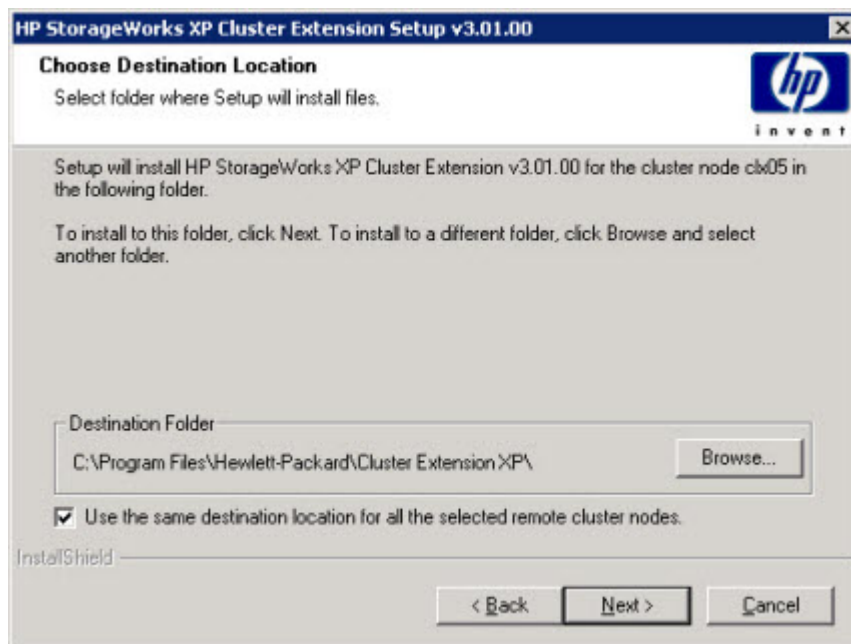 HP StorageWorks XP Cluster Extension Setup v3.01.00
Choose Destination Location
Select folder where Setup will install files.
hp
invent
Setup will install HP StorageWorks XP Cluster Extension v3.01.00 for the cluster node clx05 in
the following folder.
To install to this folder, click Next. To install to a different folder, click Browse and select
another folder.
Destination Folder
C:\Program Files\Hewlett-Packard\Cluster Extension XP\
Browse...
Use the same destination location for all the selected remote cluster nodes.
InstallShield
< Back
Next >
Cancel